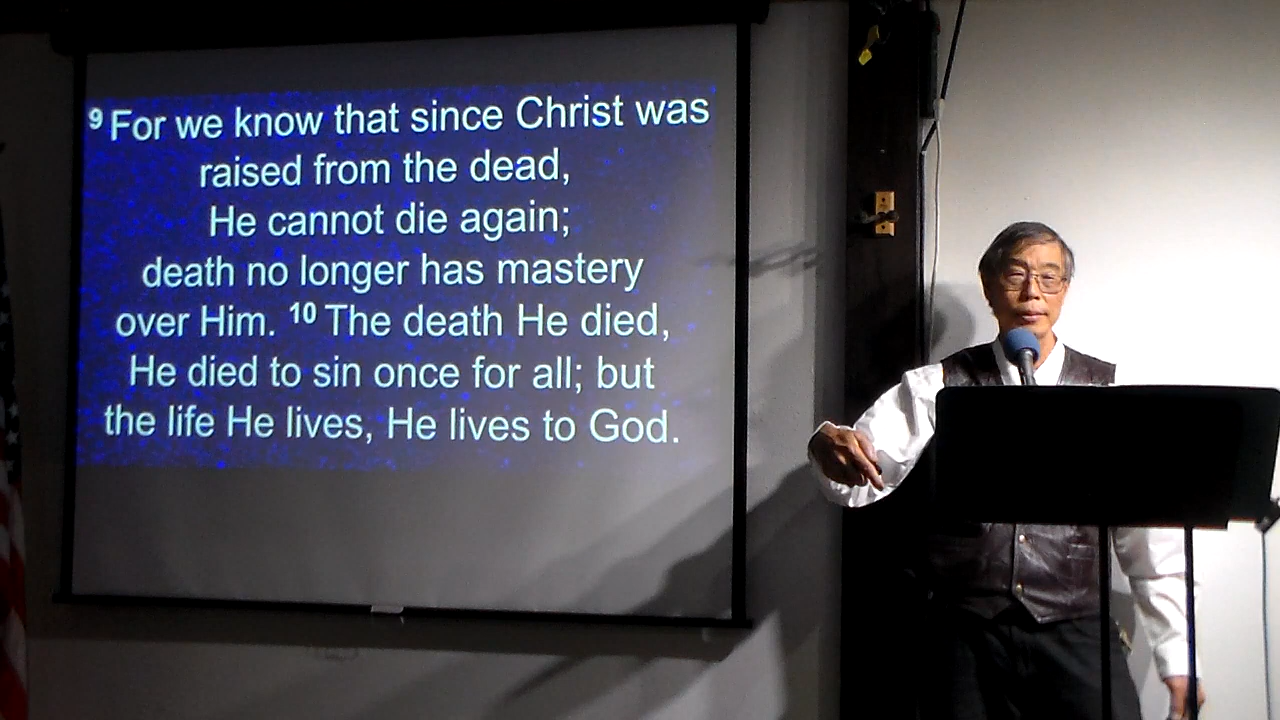 9 For we know that since Christ was
raised from the dead,
He cannot die again;
death no longer has mastery
over Him. 10 The death He died,
He died to sin once for all; but
the life He lives, He lives to God.